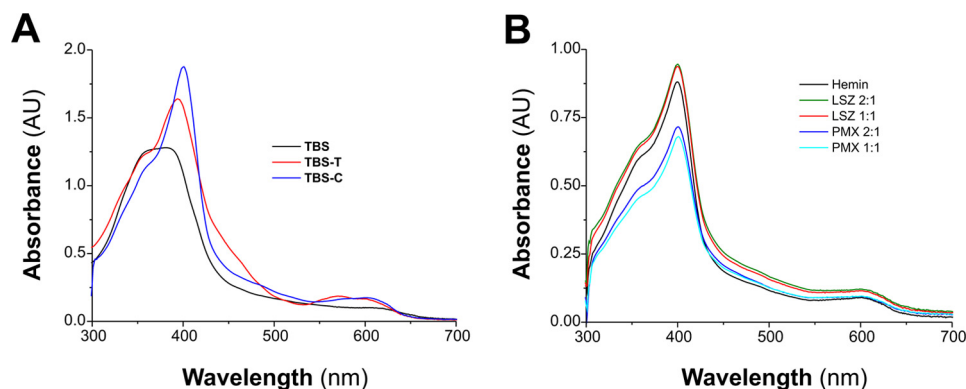 A
2.0
1.5
1.0
0.5
0.0
Absorbance (AU)
300
400
500
600
700
Wavelength (nm)
TBS
TBS-T
TBS-C
B
1.00
0.75
0.50
0.25
0.00
Absorbance (AU)
300
400
500
600
700
Wavelength (nm)
Hemin
LSZ 2:1
LSZ 1:1
PMX 2:1
PMX 1:1